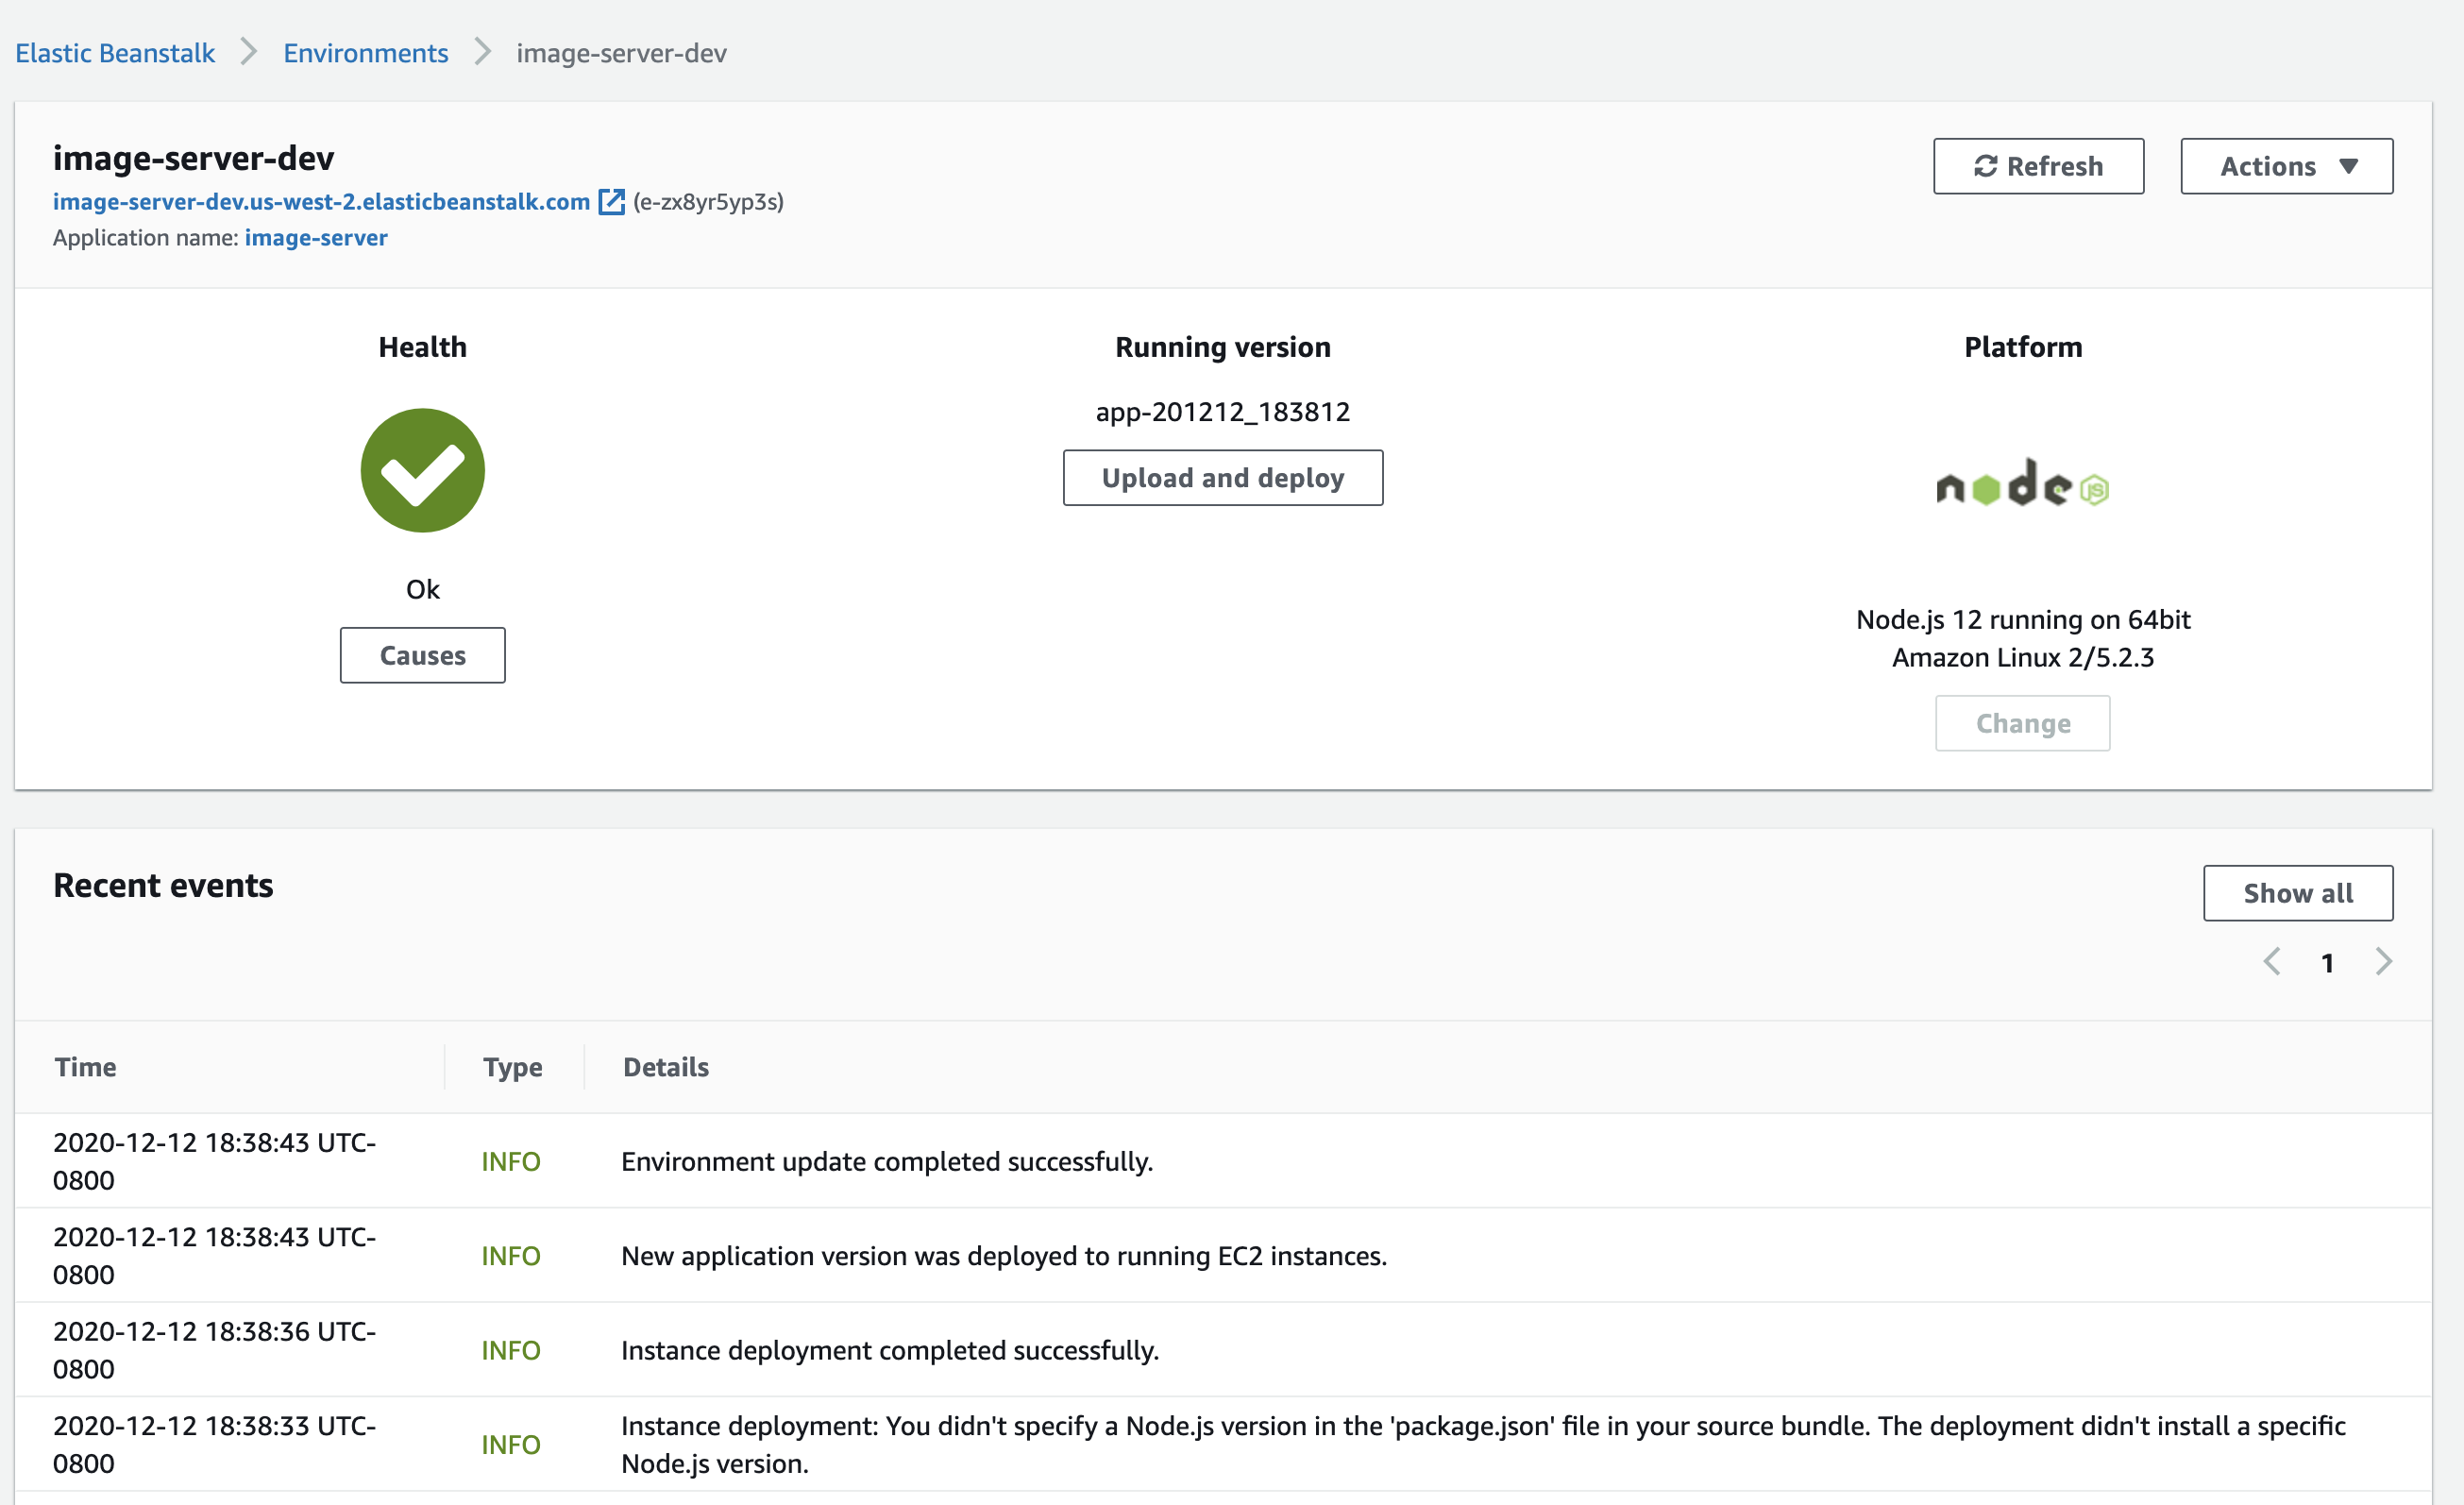 Elastic Beanstalk > Environments > image-server-dev
image-server-dev
image-server-dev.us-west-2.elasticbeanstalk.com (e-zx8yr5yp3s)
Application name: image-server
Refresh
Actions
Health
Ok
Causes
Running version
app-201212_183812
Upload and deploy
Platform
node JS
Node.js 12 running on 64bit
Amazon Linux 2/5.2.3
Change
Recent events
Show all
1
Time Type Details
2020-12-12 18:38:43 UTC-
0800
INFO
Environment update completed successfully.
2020-12-12 18:38:43 UTC-
0800
INFO
New application version was deployed to running EC2 instances.
2020-12-12 18:38:36 UTC-
0800
INFO
Instance deployment completed successfully.
2020-12-12 18:38:33 UTC-
0800
INFO
Instance deployment: You didn't specify a Node.js version in the 'package.json' file in your source bundle. The deployment didn't install a specific
Node.js version.